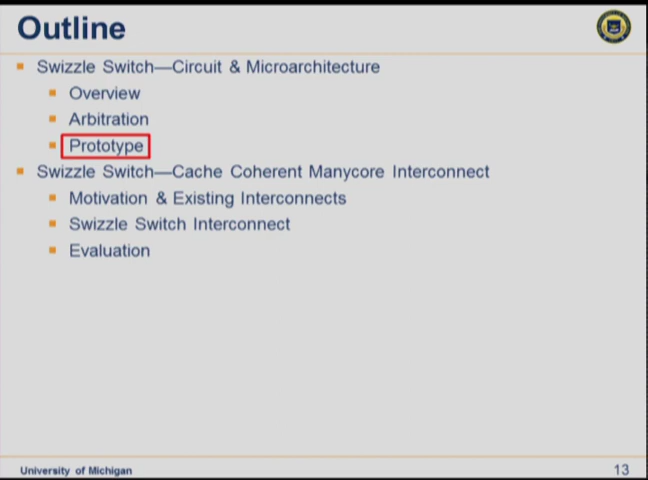 Outline
Swizzle Switch—Circuit & Microarchitecture
Overview
Arbitration
Prototype
Swizzle Switch—Cache Coherent Manycore Interconnect
Motivation & Existing Interconnects
Swizzle Switch Interconnect
Evaluation
University of Michigan
13